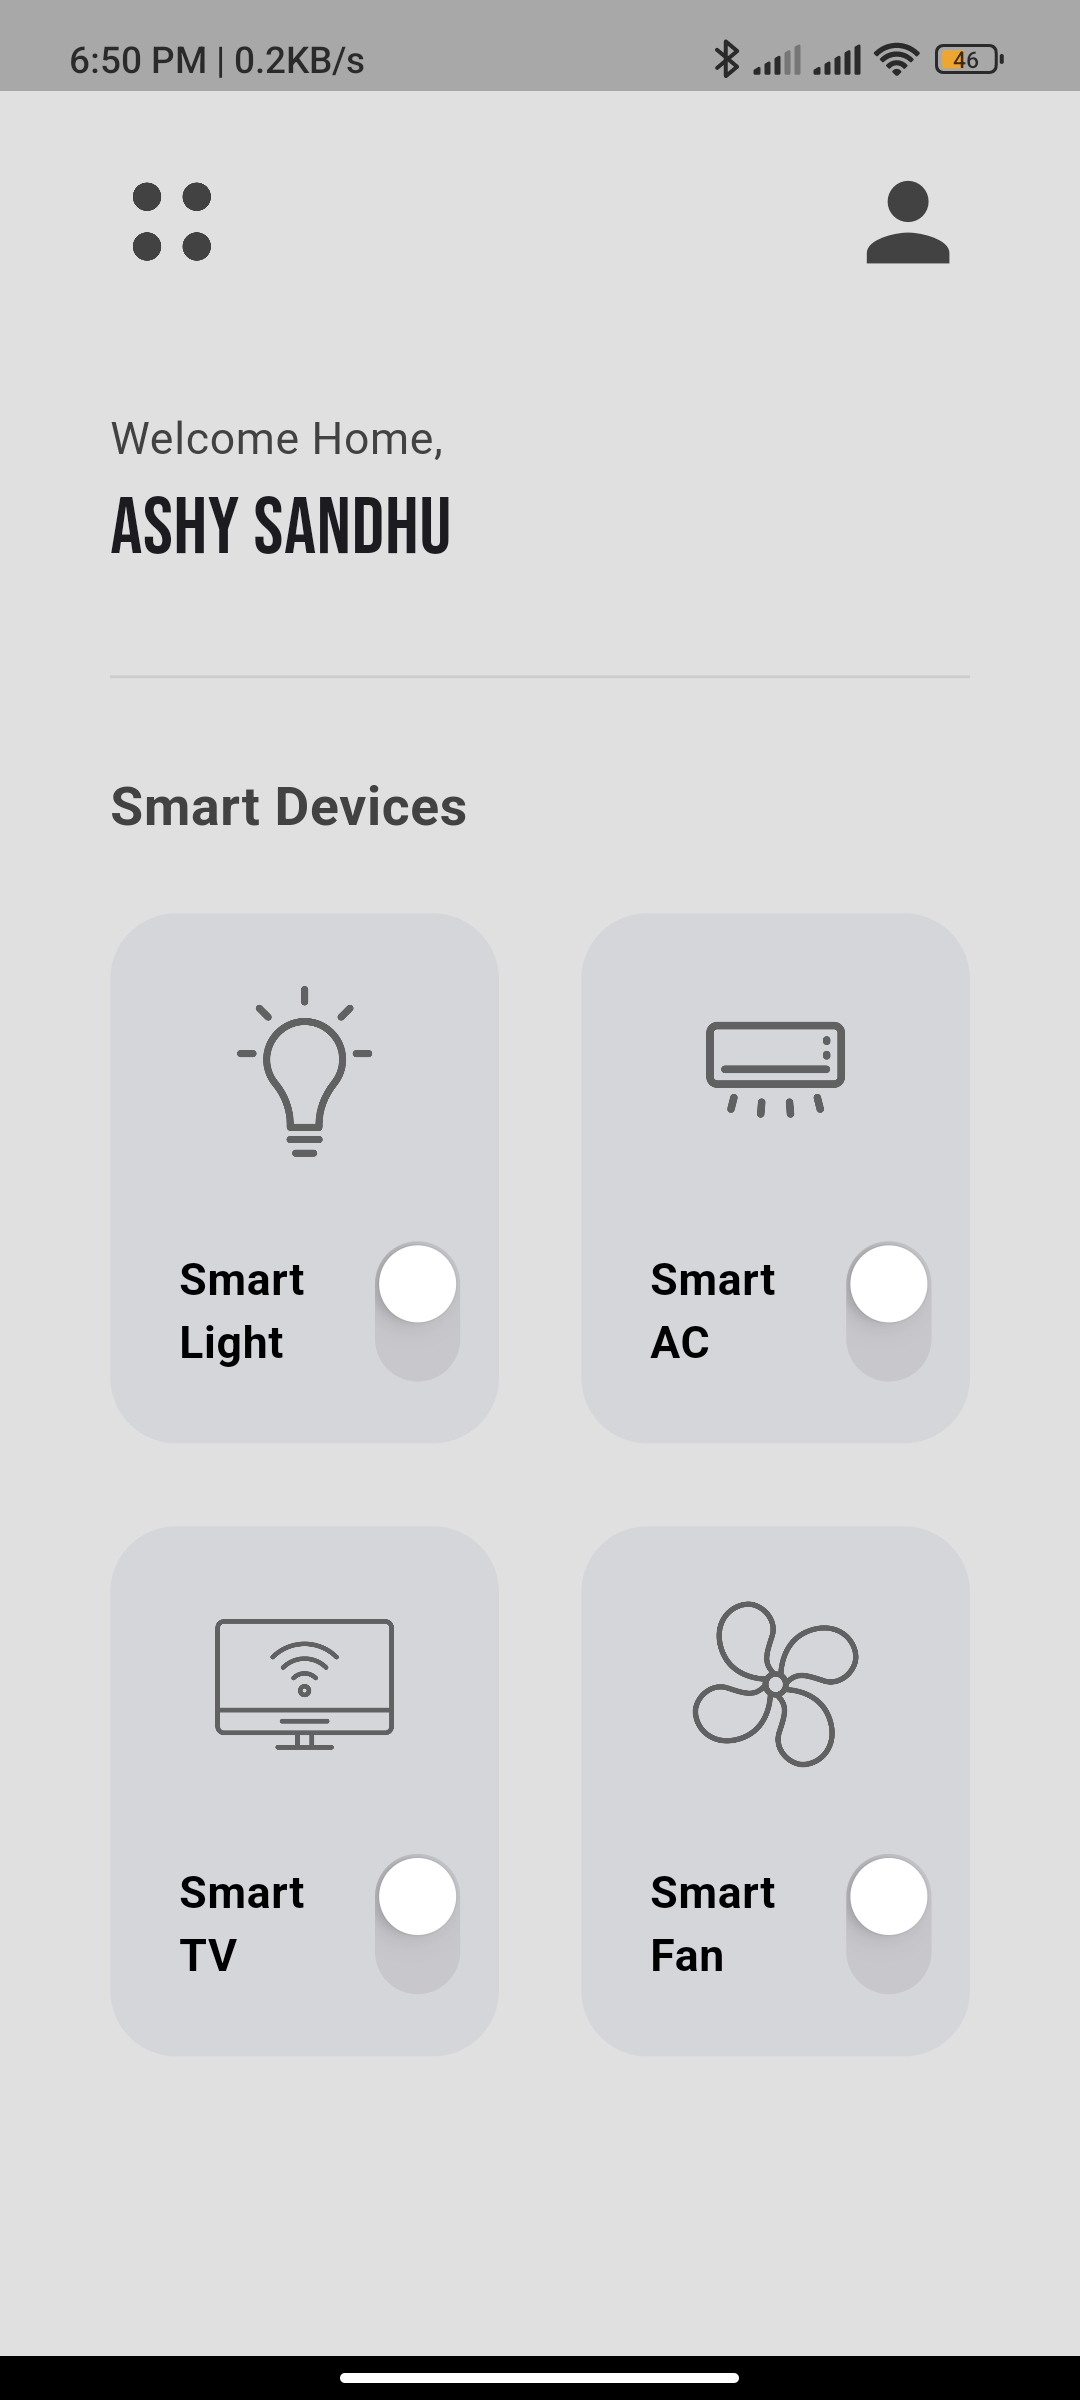 6:50 PM | 0.2KB/s
46
Welcome Home,
ASHY SANDHU
Smart Devices
Smart
Light
Smart
AC
Smart
TV
Smart
Fan